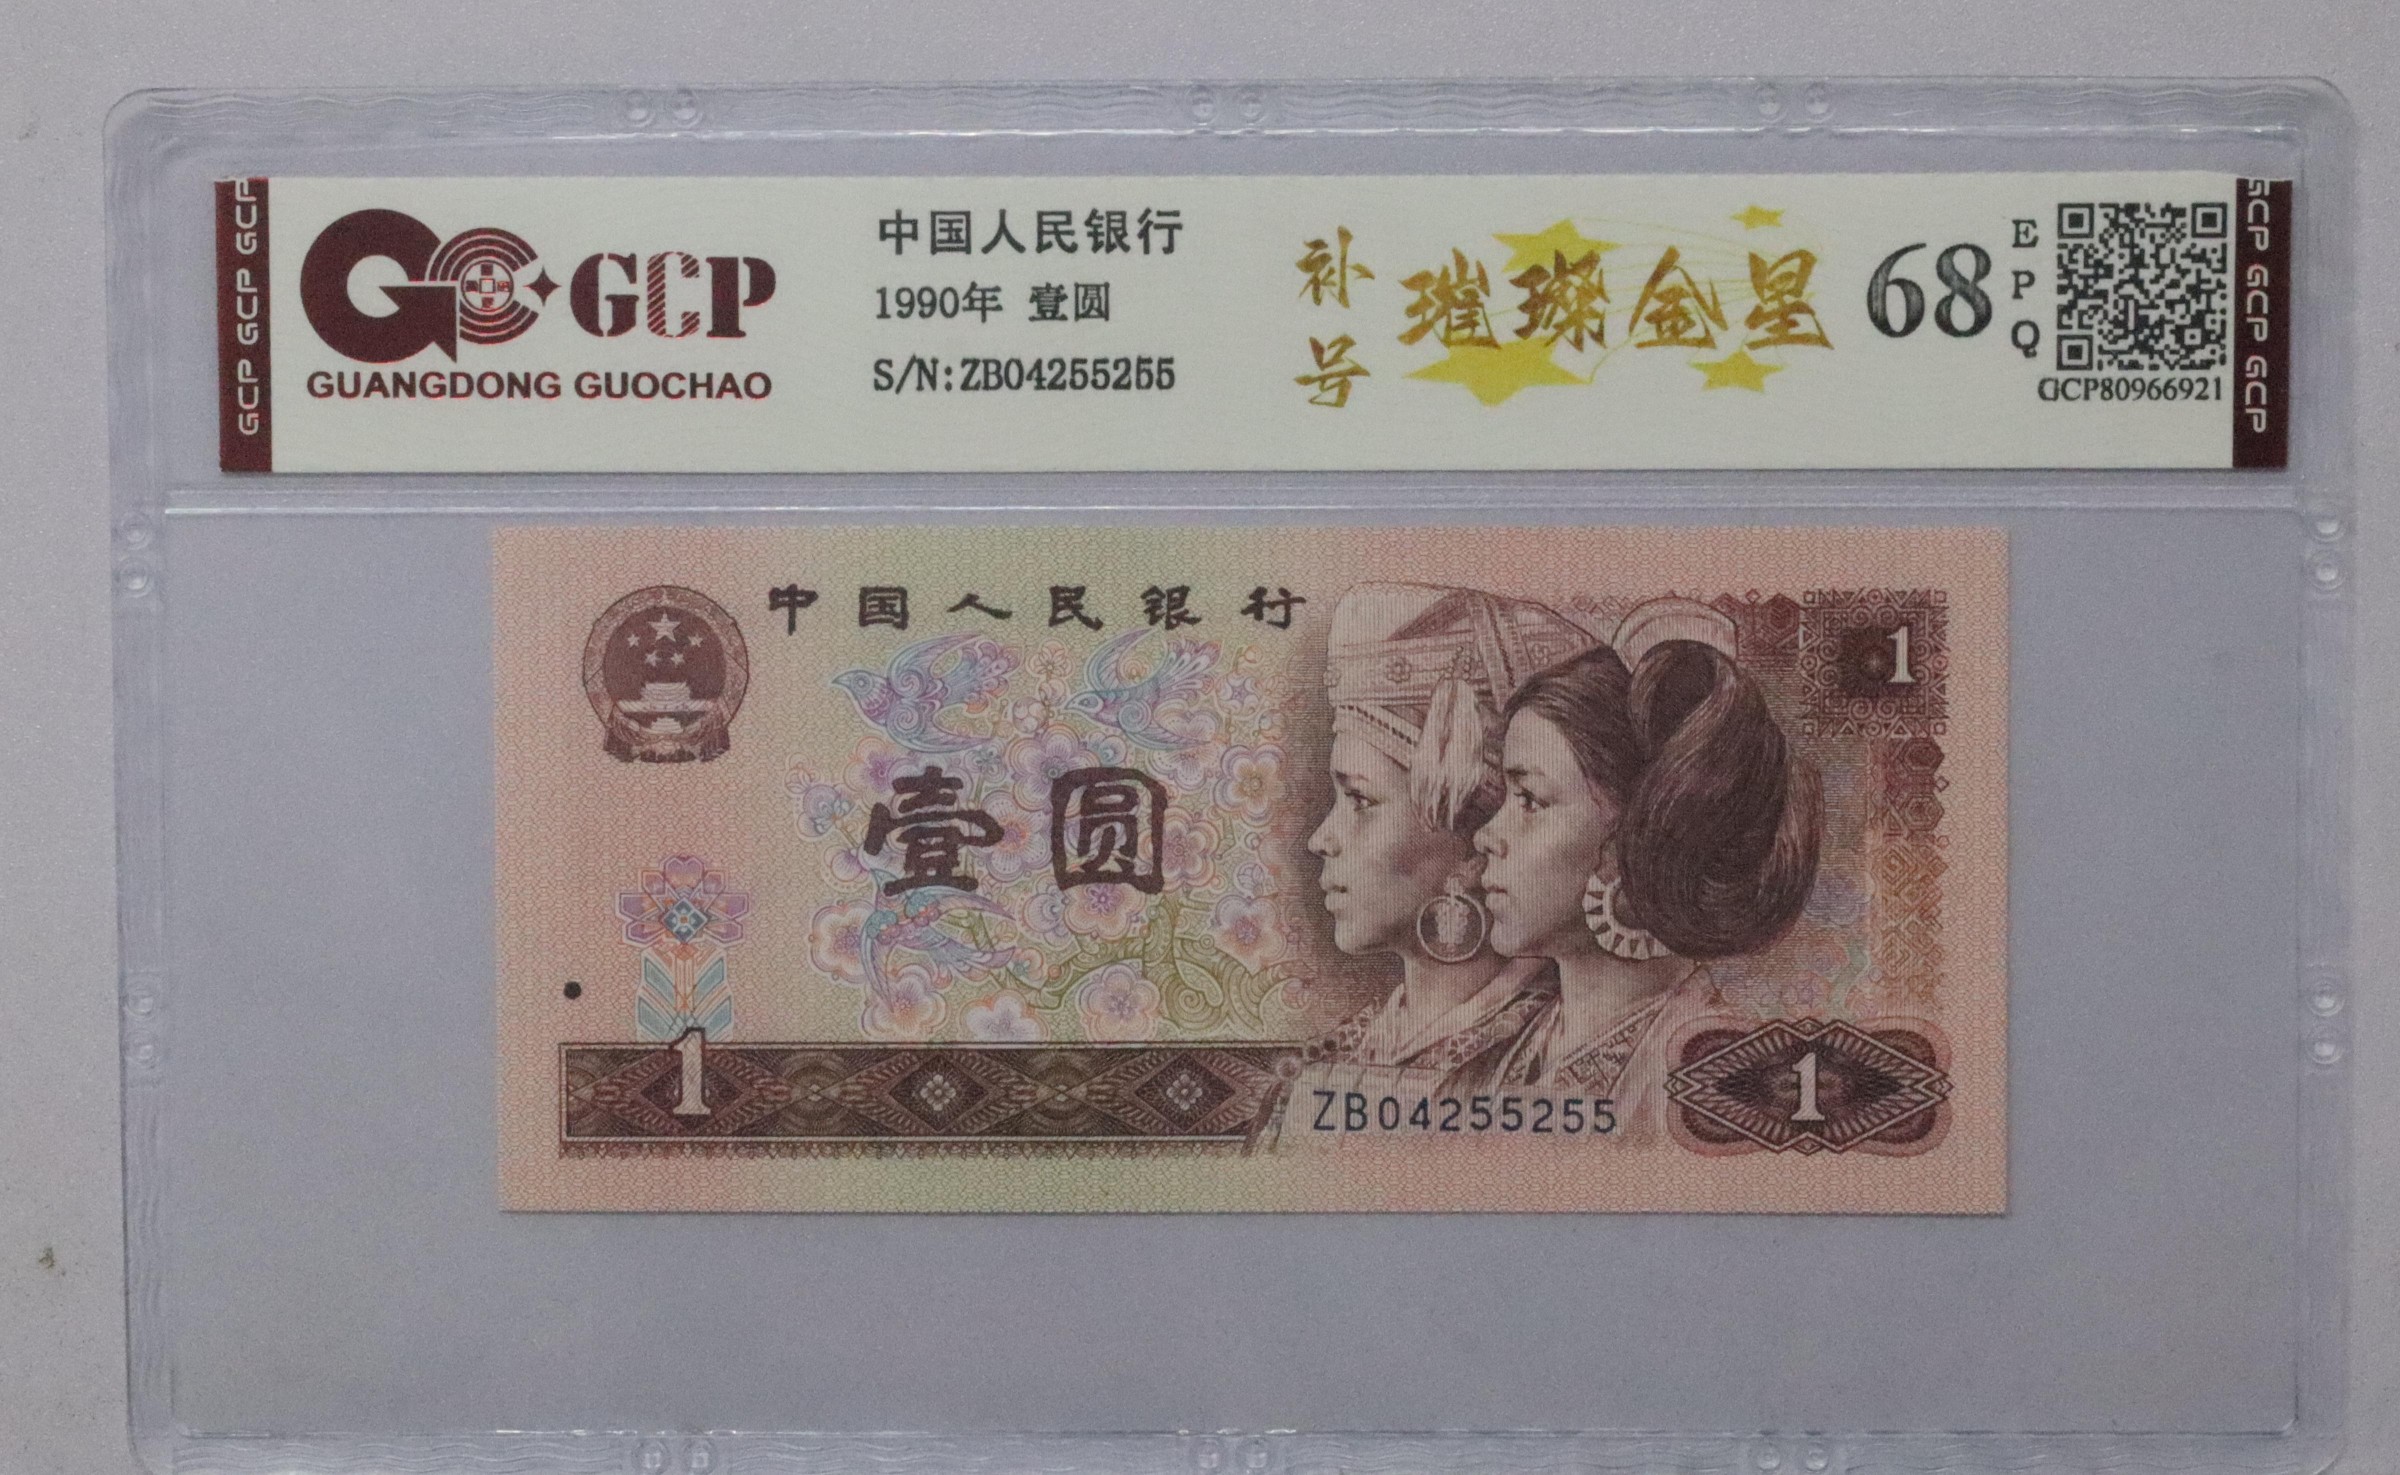 GCP GCP GCP
GCP
GUANGDONG GUOCHAO
中国人民银行
1990年 壹圆
S/N:ZB04255255
补号
璀璨金星
68
EPQ
GCP80966921
GCP GCP GCP
中国人民银行
1
壹圆
1
ZB04255255
1